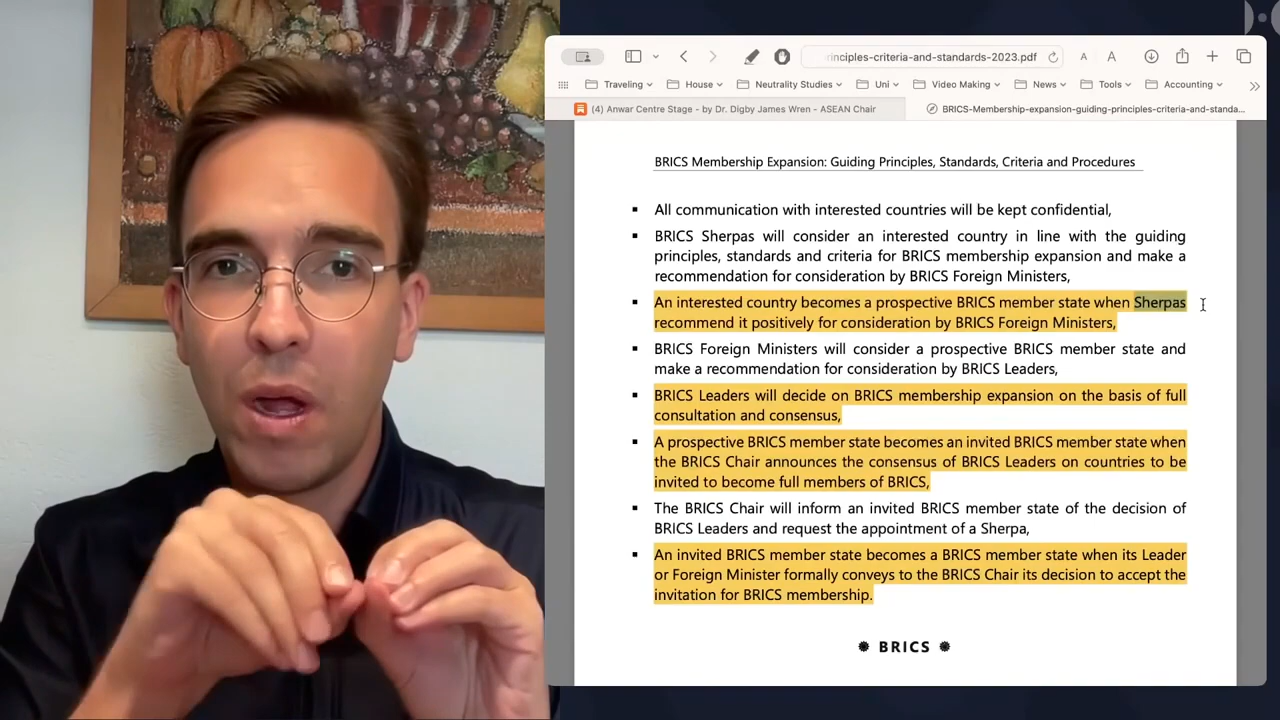 rinciples-criteria-and-standards-2023.pdf
A A
Traveling
House
Neutrality Studies
Uni
Video Making
News
Tools
Accounting
(4) Anwar Centre Stage - by Dr. Digby James Wren - ASEAN Chair
BRICS-Membership-expansion-guiding-principles-criteria-and-standa...
BRICS Membership Expansion: Guiding Principles, Standards, Criteria and Procedures
▪ All communication with interested countries will be kept confidential,
▪ BRICS Sherpas will consider an interested country in line with the guiding
principles, standards and criteria for BRICS membership expansion and make a
recommendation for consideration by BRICS Foreign Ministers,
▪ An interested country becomes a prospective BRICS member state when Sherpas
recommend it positively for consideration by BRICS Foreign Ministers,
▪ BRICS Foreign Ministers will consider a prospective BRICS member state and
make a recommendation for consideration by BRICS Leaders,
▪ BRICS Leaders will decide on BRICS membership expansion on the basis of full
consultation and consensus,
▪ A prospective BRICS member state becomes an invited BRICS member state when
the BRICS Chair announces the consensus of BRICS Leaders on countries to be
invited to become full members of BRICS,
▪ The BRICS Chair will inform an invited BRICS member state of the decision of
BRICS Leaders and request the appointment of a Sherpa,
▪ An invited BRICS member state becomes a BRICS member state when its Leader
or Foreign Minister formally conveys to the BRICS Chair its decision to accept the
invitation for BRICS membership.
BRICS